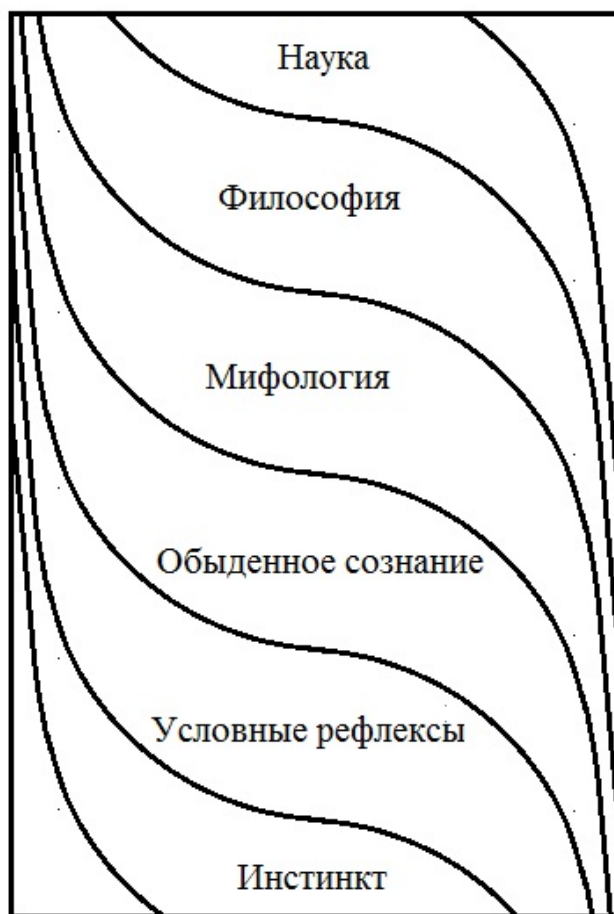 Наука
Философия
Мифология
Обыденное сознание
Условные рефлексы
Инстинкт